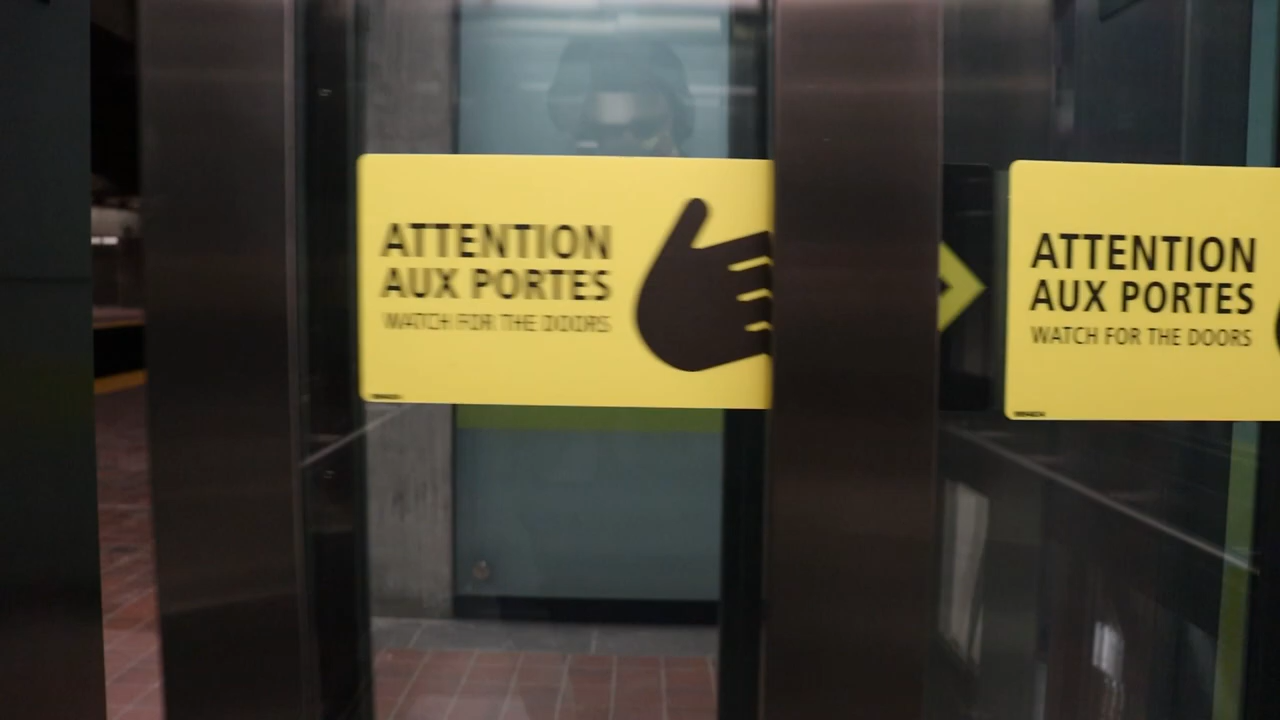 ATTENTION
AUX PORTES
WATCH FOR THE DOORS
ATTENTION
AUX PORTES
WATCH FOR THE DOORS